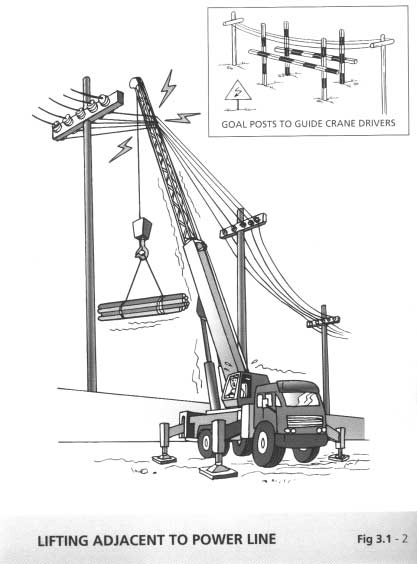 GOAL POSTS TO GUIDE CRANE DRIVERS
LIFTING ADJACENT TO POWER LINE Fig 3.1 - 2